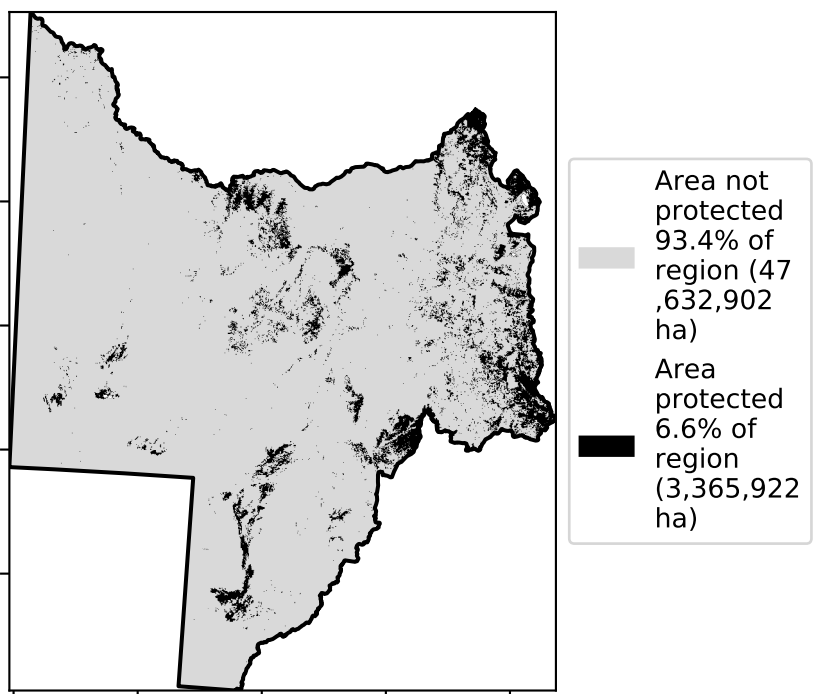 Area not
protected
93.4% of
region (47
,632,902
ha)
Area
protected
6.6% of
region
(3,365,922
ha)